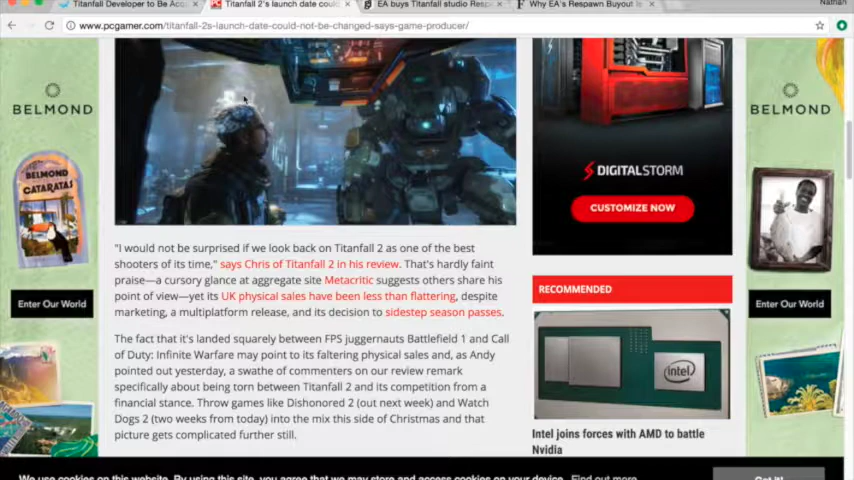 Titanfall Developer to Be Acq
Titanfall 2's launch date coul
EA buys Titanfall studio Resp
Why EA's Respawn Buyout Is
Nathan
www.pcgamer.com/titanfall-2s-launch-date-could-not-be-changed-says-game-producer/
BELMOND
BELMOND
CATARATAS
Enter Our World
DIGITALSTORM
CUSTOMIZE NOW
BELMOND
Enter Our World
"I would not be surprised if we look back on Titanfall 2 as one of the best
shooters of its time," says Chris of Titanfall 2 in his review. That's hardly faint
praise—a cursory glance at aggregate site Metacritic suggests others share his
point of view—yet its UK physical sales have been less than flattering, despite
marketing, a multiplatform release, and its decision to sidestep season passes.
The fact that it's landed squarely between FPS juggernauts Battlefield 1 and Call
of Duty: Infinite Warfare may point to its faltering physical sales and, as Andy
pointed out yesterday, a swathe of commenters on our review remark
specifically about being torn between Titanfall 2 and its competition from a
financial stance. Throw games like Dishonored 2 (out next week) and Watch
Dogs 2 (two weeks from today) into the mix this side of Christmas and that
picture gets complicated further still.
RECOMMENDED
intel
Intel joins forces with AMD to battle
Nvidia
We use cookies on this website. By using this site, you agree that we may store and access cookies on your device. Find out more
Got it!